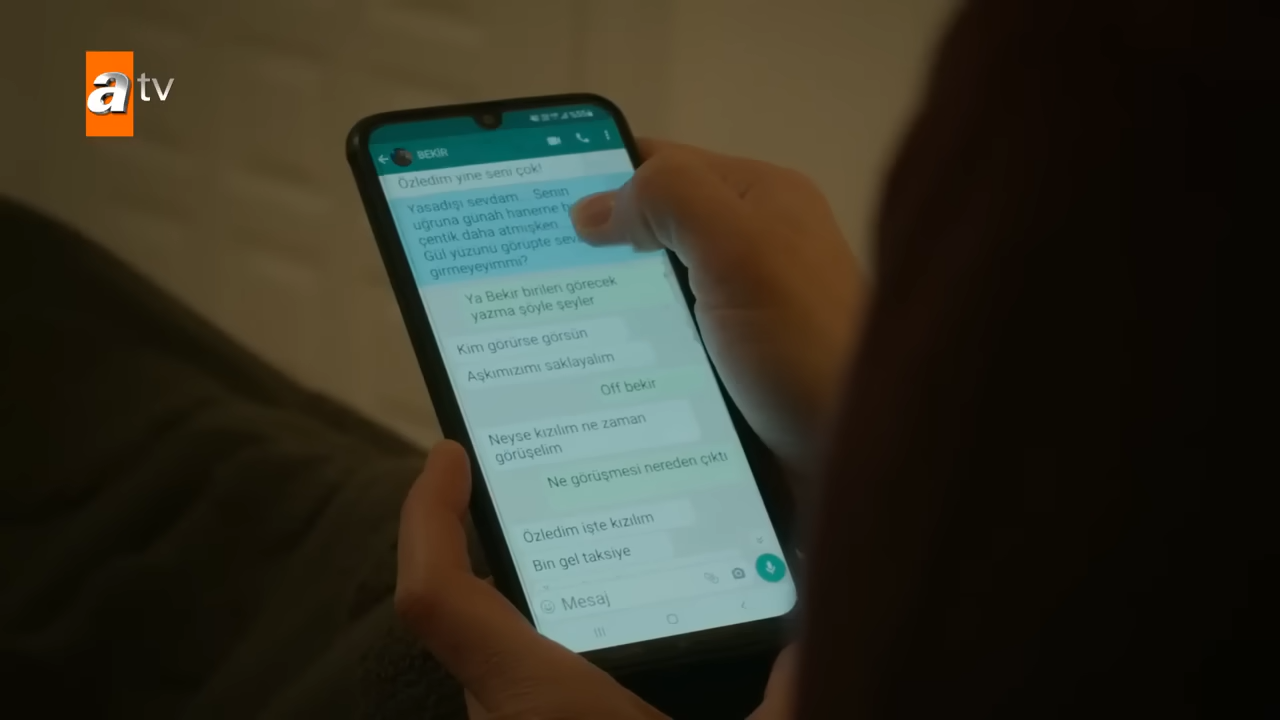 atv
BEKİR
Özledim yine seni çok!
Yasadışı sevdam... Senin
uğruna günah haneme
çentik daha atmışken.
Gül yüzünü görüpte
girmeyeyimmi?
Ya Bekir birileri görecek
yazma şöyle şeyler
Kim görürse görsün
Aşkımızımı saklayalım
Off bekir
Neyse kızılım ne zaman
görüşelim
Ne görüşmesi nereden çıktı
Özledim işte kızılım
Bin gel taksiye
Mesaj